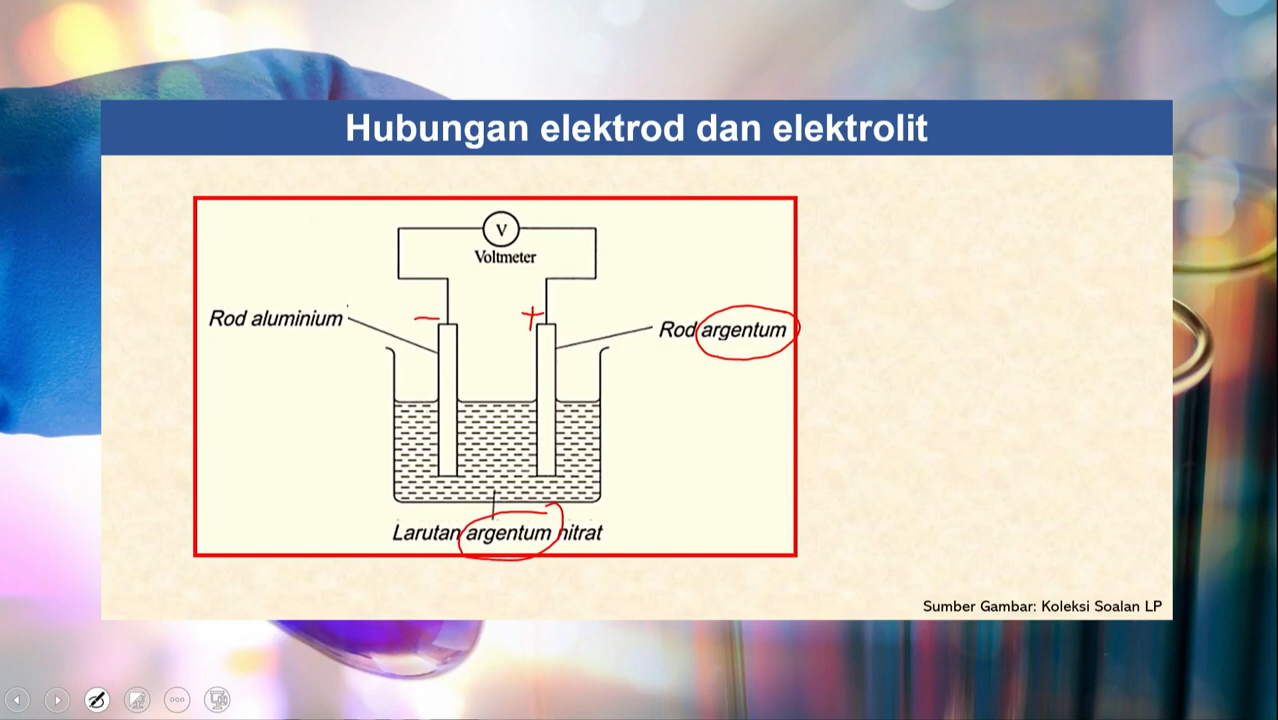 Hubungan elektrod dan elektrolit
V
Voltmeter
− +
Rod aluminium
Rod argentum
Larutan argentum nitrat
Sumber Gambar: Koleksi Soalan LP